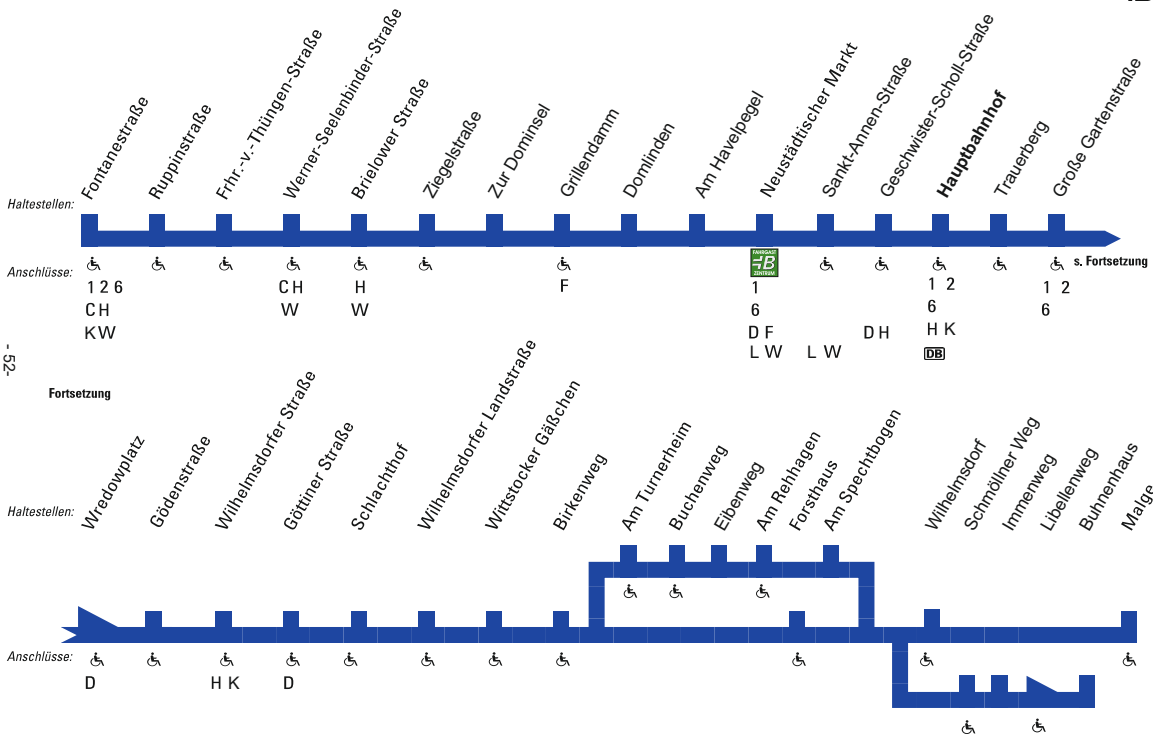 Fontanestraße
Ruppinstraße
Frhr.-v.-Thüngen-Straße
Werner-Seelenbinder-Straße
Brielower Straße
Ziegelstraße
Zur Dominsel
Grillendamm
Domlinden
Am Havelpegel
Neustädtischer Markt
Sankt-Annen-Straße
Geschwister-Scholl-Straße
Hauptbahnhof
Trauerberg
Große Gartenstraße
Haltestellen:
Anschlüsse:
FAHRGAST
B
ZENTRUM
s. Fortsetzung
1 2 6
C H
H
F
1
1 2
1 2
C H
W
W
6
6
6
K W
D F
D H
H K
L W
L W
DB
- 52-
Fortsetzung
Wredowplatz
Gödenstraße
Wilhelmsdorfer Straße
Göttiner Straße
Schlachthof
Wilhelmsdorfer Landstraße
Wittstocker Gäßchen
Birkenweg
Am Turnerheim
Buchenweg
Eibenweg
Am Rehhagen
Forsthaus
Am Spechtbogen
Wilhelmsdorf
Schmöllner Weg
Immenweg
Libellenweg
Buhnenhaus
Malge
Haltestellen:
Anschlüsse:
D
H K
D